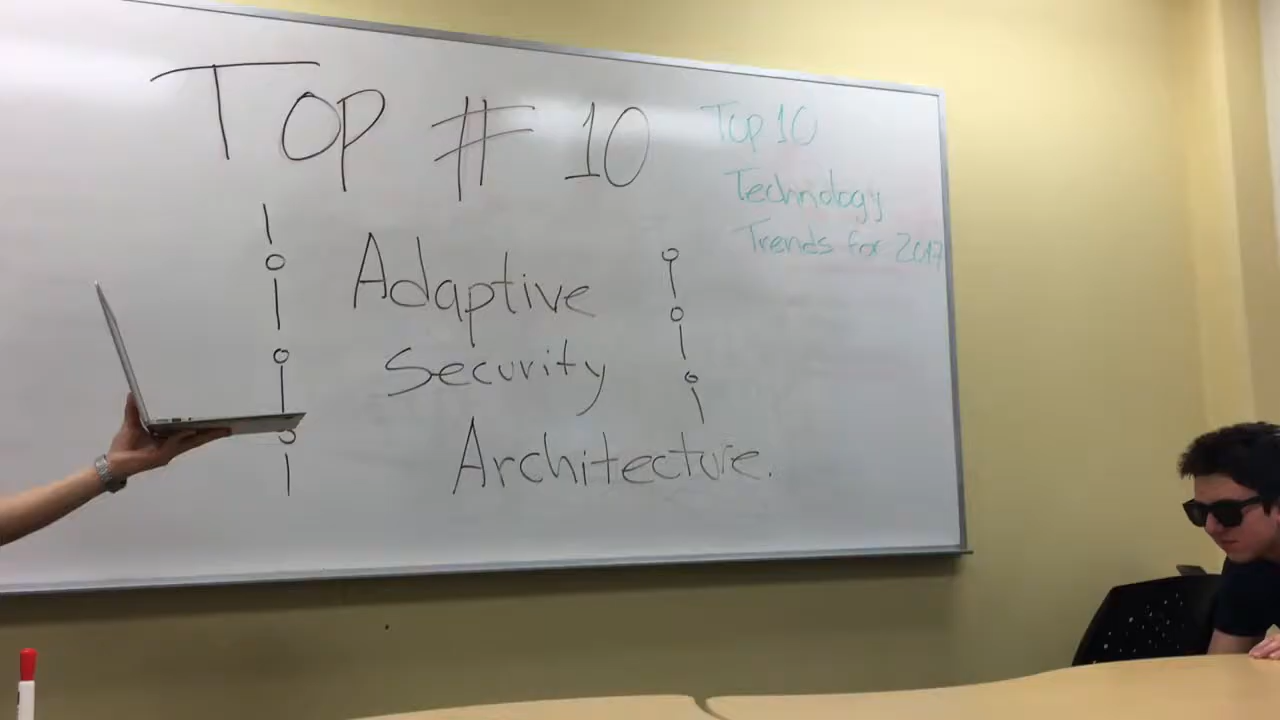 Top # 10
Adaptive
Security
Architecture.
Top 10
Technology
Trends for 2017